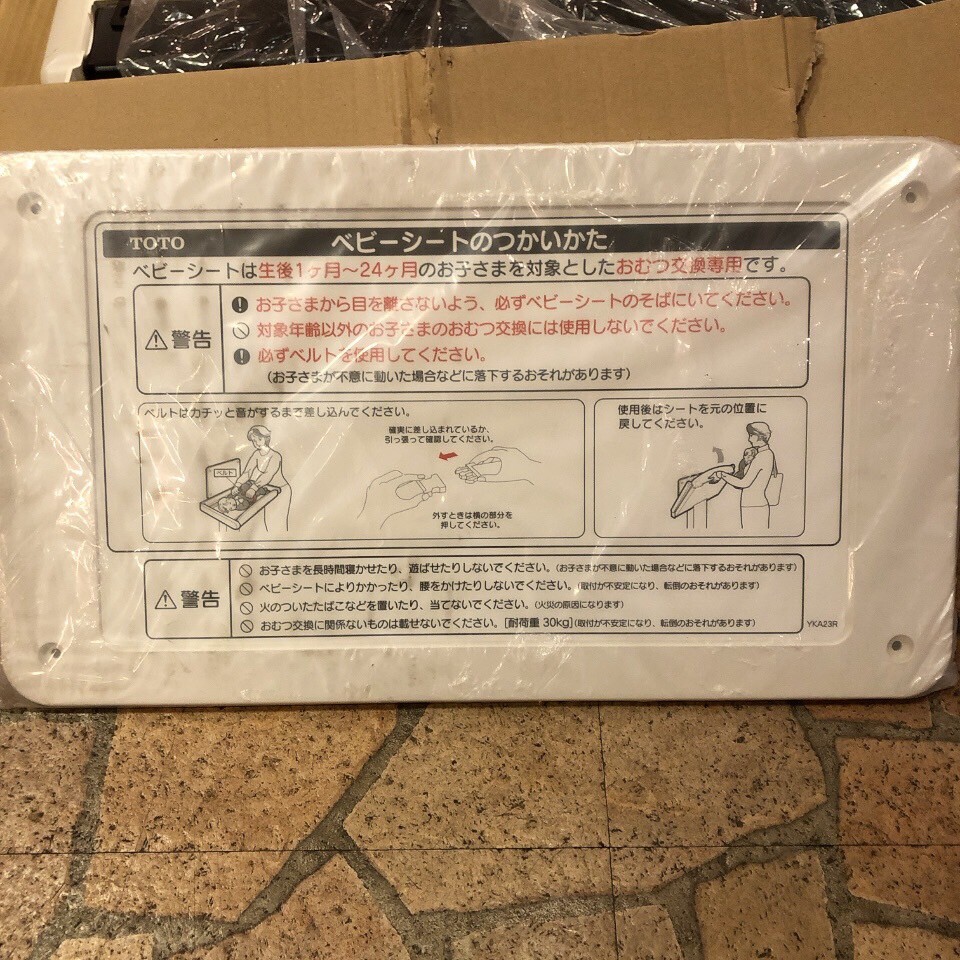 TOTO ベビーシートのつかいかた
ベビーシートは生後1ヶ月〜24ヶ月のお子さまを対象としたおむつ交換専用です。
警告
お子さまから目を離さないよう、必ずベビーシートのそばにいてください。
対象年齢以外のお子さまのおむつ交換には使用しないでください。
必ずベルトを使用してください。
(お子さまが不意に動いた場合などに落下するおそれがあります)
ベルトはカチッと音がするまで差し込んでください。
ベルト
確実に差し込まれているか、
引っ張って確認してください。
外すときは横の部分を
押してください。
使用後はシートを元の位置に
戻してください。
警告
お子さまを長時間寝かせたり、遊ばせたりしないでください。(お子さまが不意に動いた場合などに落下するおそれがあります)
ベビーシートによりかかったり、腰をかけたりしないでください。(取付が不安定になり、転倒のおそれがあります)
火のついたたばこなどを置いたり、当てないでください。(火災の原因になります)
おむつ交換に関係ないものは載せないでください。[耐荷重 30kg](取付が不安定になり、転倒のおそれがあります)
YKA23R